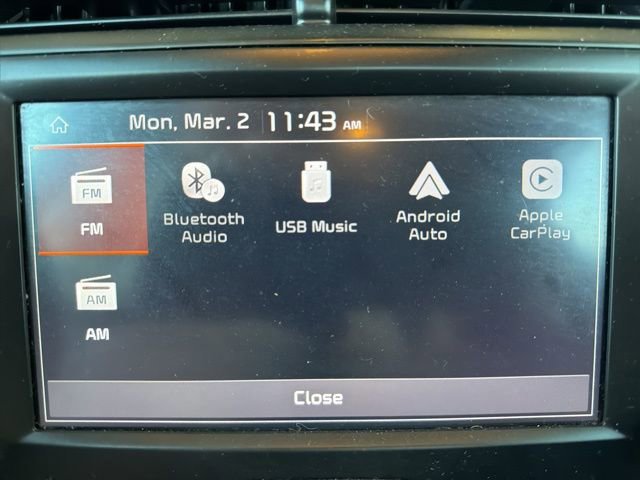 Mon, Mar. 2 11:43 AM
FM
FM
Bluetooth
Audio
USB Music
Android
Auto
Apple
CarPlay
AM
AM
Close